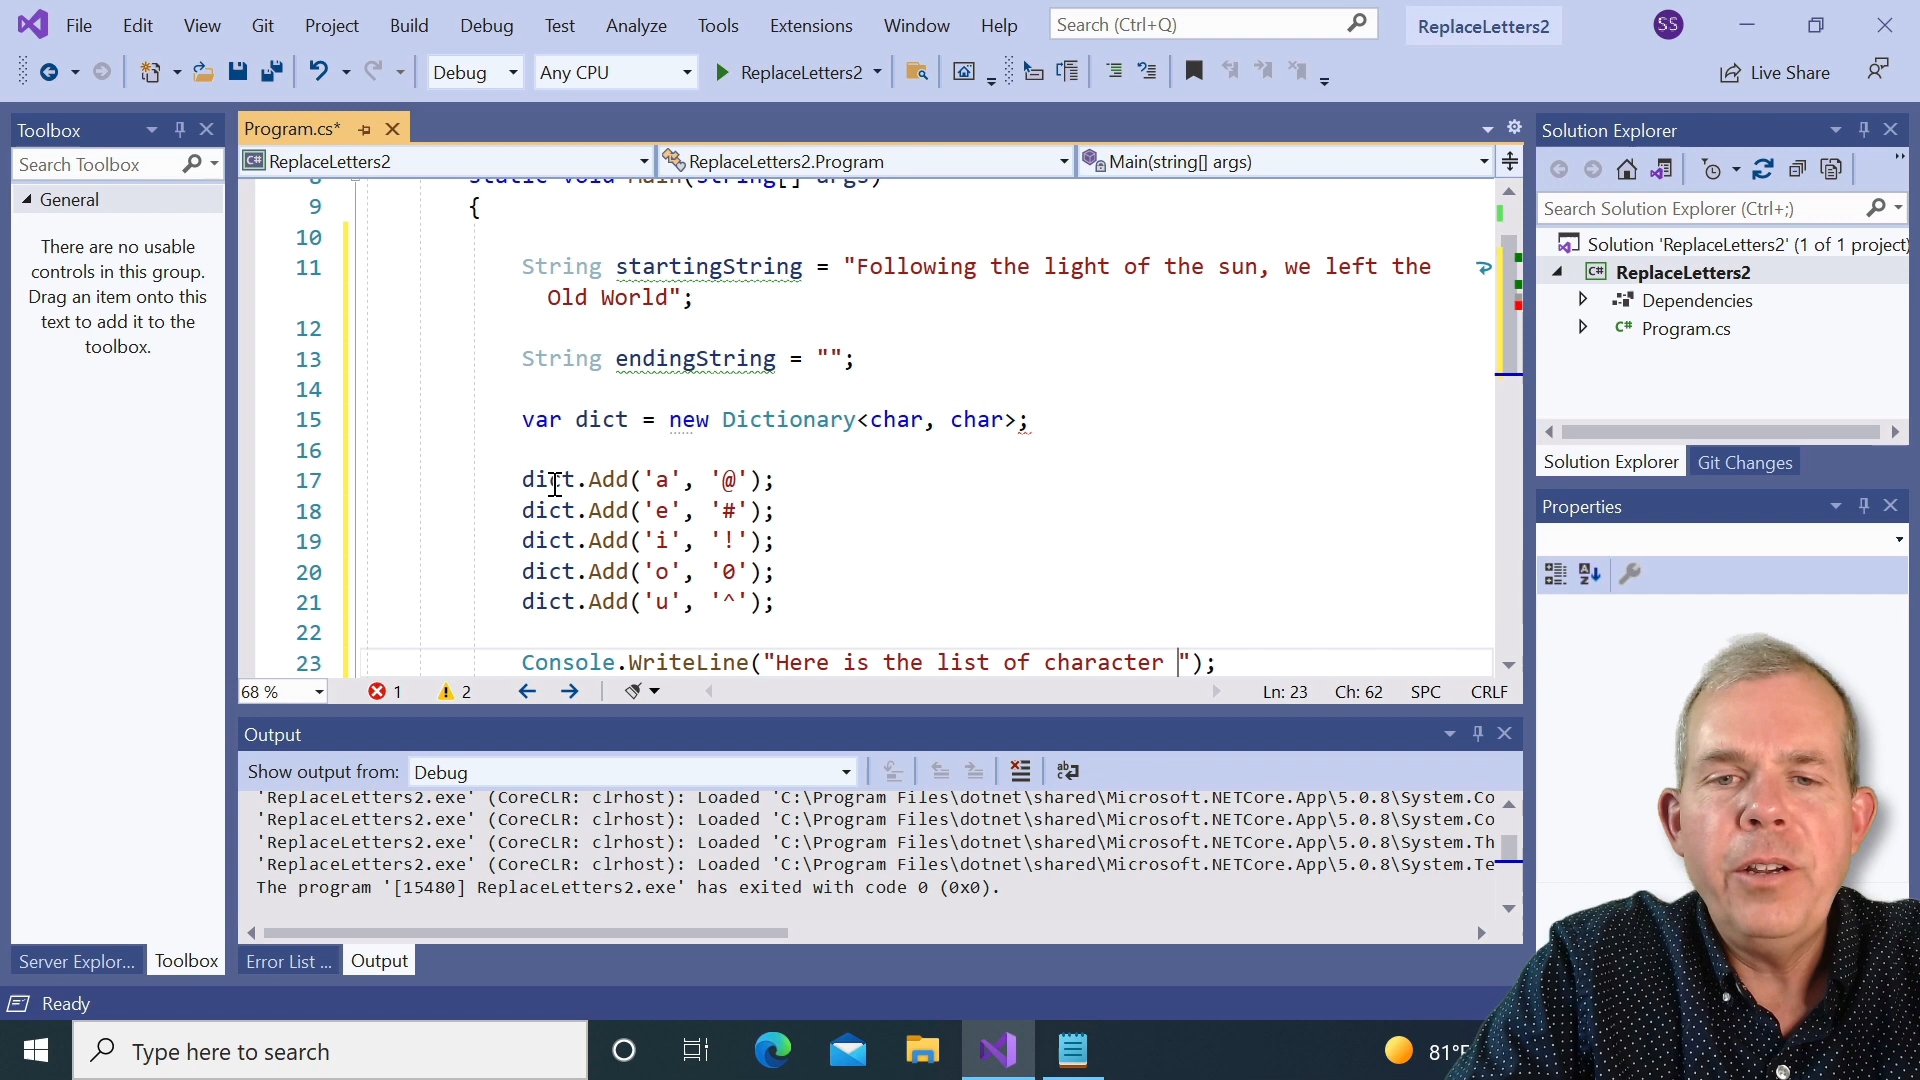 File Edit View Git Project Build Debug Test Analyze Tools Extensions Window Help Search (Ctrl+Q) ReplaceLetters2 SS
Debug Any CPU ReplaceLetters2 Live Share
Toolbox
Search Toolbox
General
There are no usable
controls in this group.
Drag an item onto this
text to add it to the
toolbox.
Server Explor... Toolbox
Program.cs*
C# ReplaceLetters2 ReplaceLetters2.Program Main(string[] args)
8 static void Main(string[] args)
9 {
10
11 String startingString = "Following the light of the sun, we left the
Old World";
12
13 String endingString = "";
14
15 var dict = new Dictionary<char, char>;
16
17 dict.Add('a', '@');
18 dict.Add('e', '#');
19 dict.Add('i', '!');
20 dict.Add('o', '0');
21 dict.Add('u', '^');
22
23 Console.WriteLine("Here is the list of character ");
68 % 1 2 Ln: 23 Ch: 62 SPC CRLF
Output
Show output from: Debug
'ReplaceLetters2.exe' (CoreCLR: clrhost): Loaded 'C:\Program Files\dotnet\shared\Microsoft.NETCore.App\5.0.8\System.Co
'ReplaceLetters2.exe' (CoreCLR: clrhost): Loaded 'C:\Program Files\dotnet\shared\Microsoft.NETCore.App\5.0.8\System.Co
'ReplaceLetters2.exe' (CoreCLR: clrhost): Loaded 'C:\Program Files\dotnet\shared\Microsoft.NETCore.App\5.0.8\System.Th
'ReplaceLetters2.exe' (CoreCLR: clrhost): Loaded 'C:\Program Files\dotnet\shared\Microsoft.NETCore.App\5.0.8\System.Te
The program '[15480] ReplaceLetters2.exe' has exited with code 0 (0x0).
Error List ... Output
Solution Explorer
Search Solution Explorer (Ctrl+;)
Solution 'ReplaceLetters2' (1 of 1 project)
C# ReplaceLetters2
Dependencies
C# Program.cs
Solution Explorer Git Changes
Properties
Ready
Type here to search 81°F